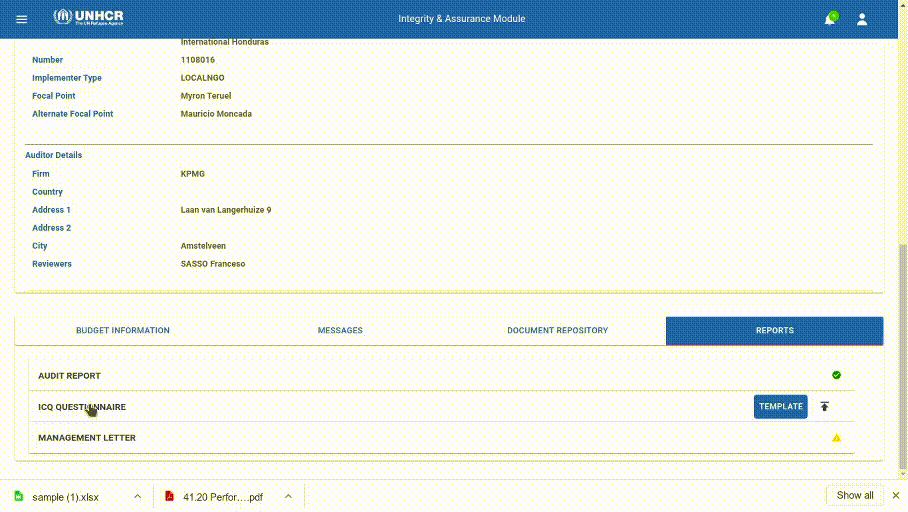 UNHCR
The UN Refugee Agency
Integrity & Assurance Module
International Honduras
Number 1108016
Implementer Type LOCALNGO
Focal Point Myron Teruel
Alternate Focal Point Mauricio Moncada
Auditor Details
Firm KPMG
Country
Address 1 Laan van Langerhuize 9
Address 2
City Amstelveen
Reviewers SASSO Franceso
BUDGET INFORMATION MESSAGES DOCUMENT REPOSITORY REPORTS
AUDIT REPORT
ICQ QUESTIONNAIRE TEMPLATE
MANAGEMENT LETTER
sample (1).xlsx 41.20 Perfor....pdf Show all